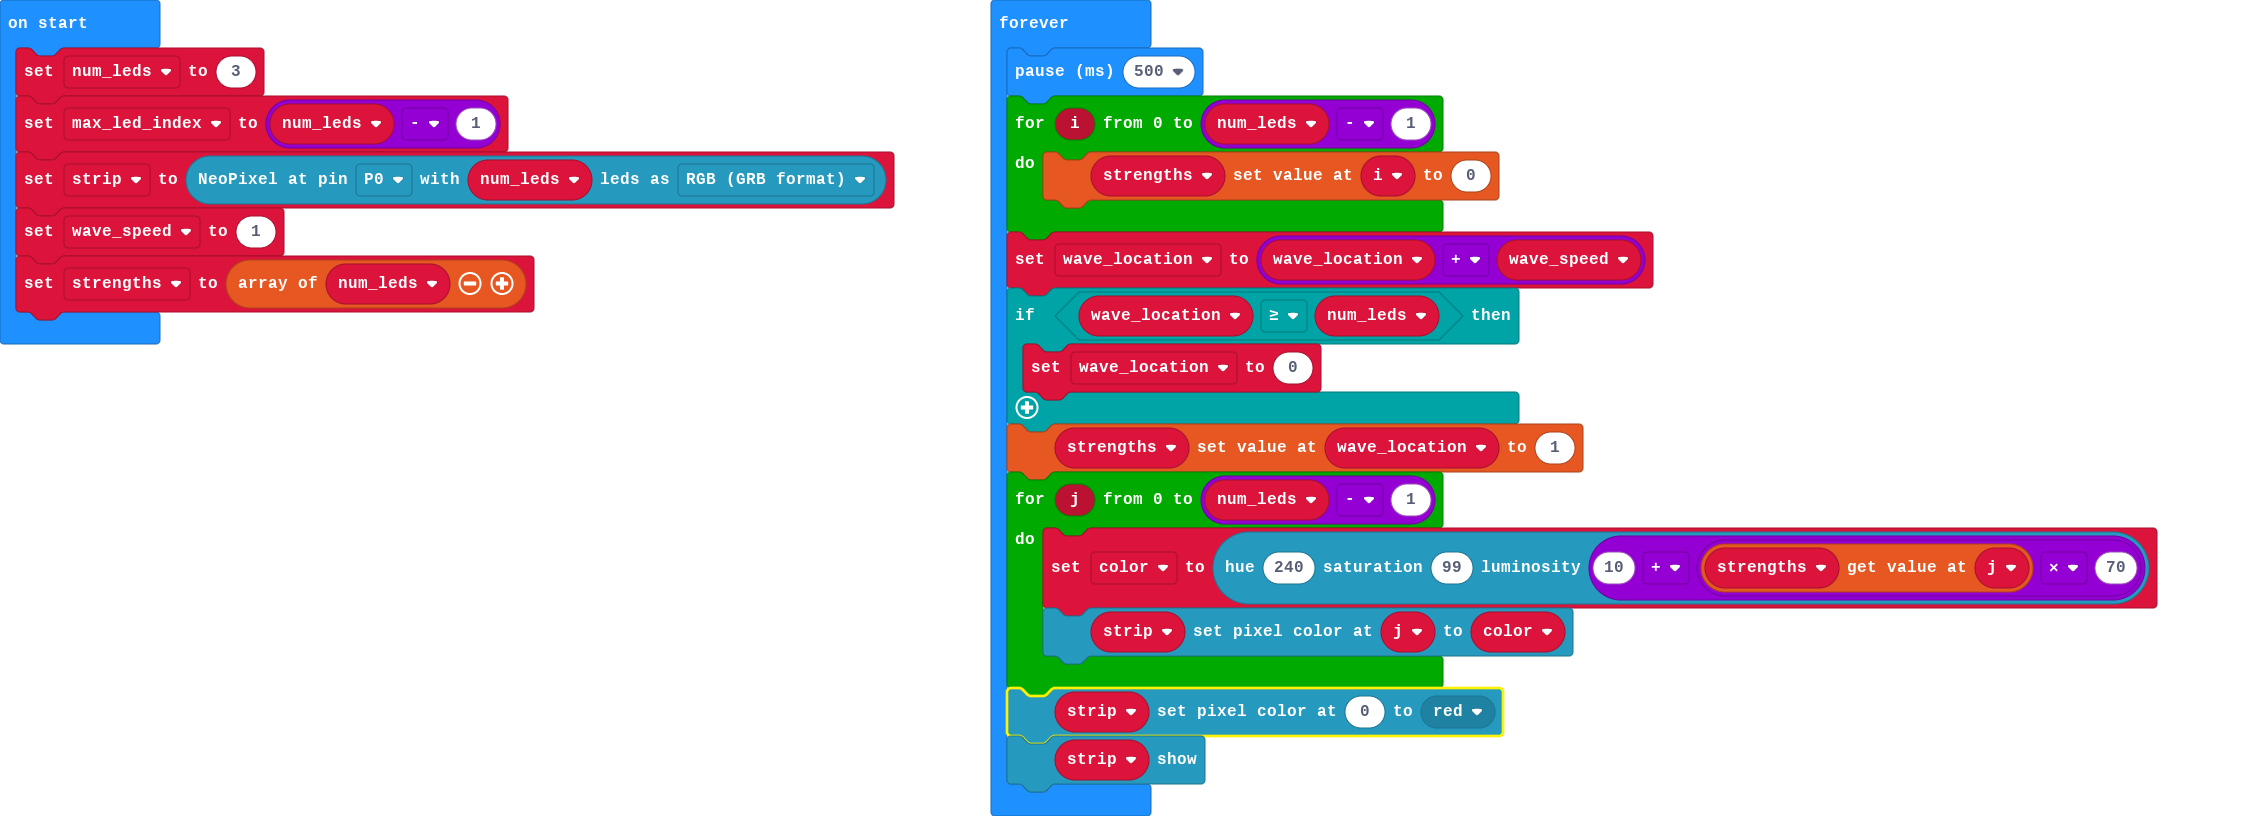 on start
set num_leds to 3
set max_led_index to num_leds - 1
set strip to NeoPixel at pin P0 with num_leds leds as RGB (GRB format)
set wave_speed to 1
set strengths to array of num_leds
forever
pause (ms) 500
for i from 0 to num_leds - 1
do
strengths set value at i to 0
set wave_location to wave_location + wave_speed
if wave_location ≥ num_leds then
set wave_location to 0
strengths set value at wave_location to 1
for j from 0 to num_leds - 1
do
set color to hue 240 saturation 99 luminosity 10 + strengths get value at j × 70
strip set pixel color at j to color
strip set pixel color at 0 to red
strip show